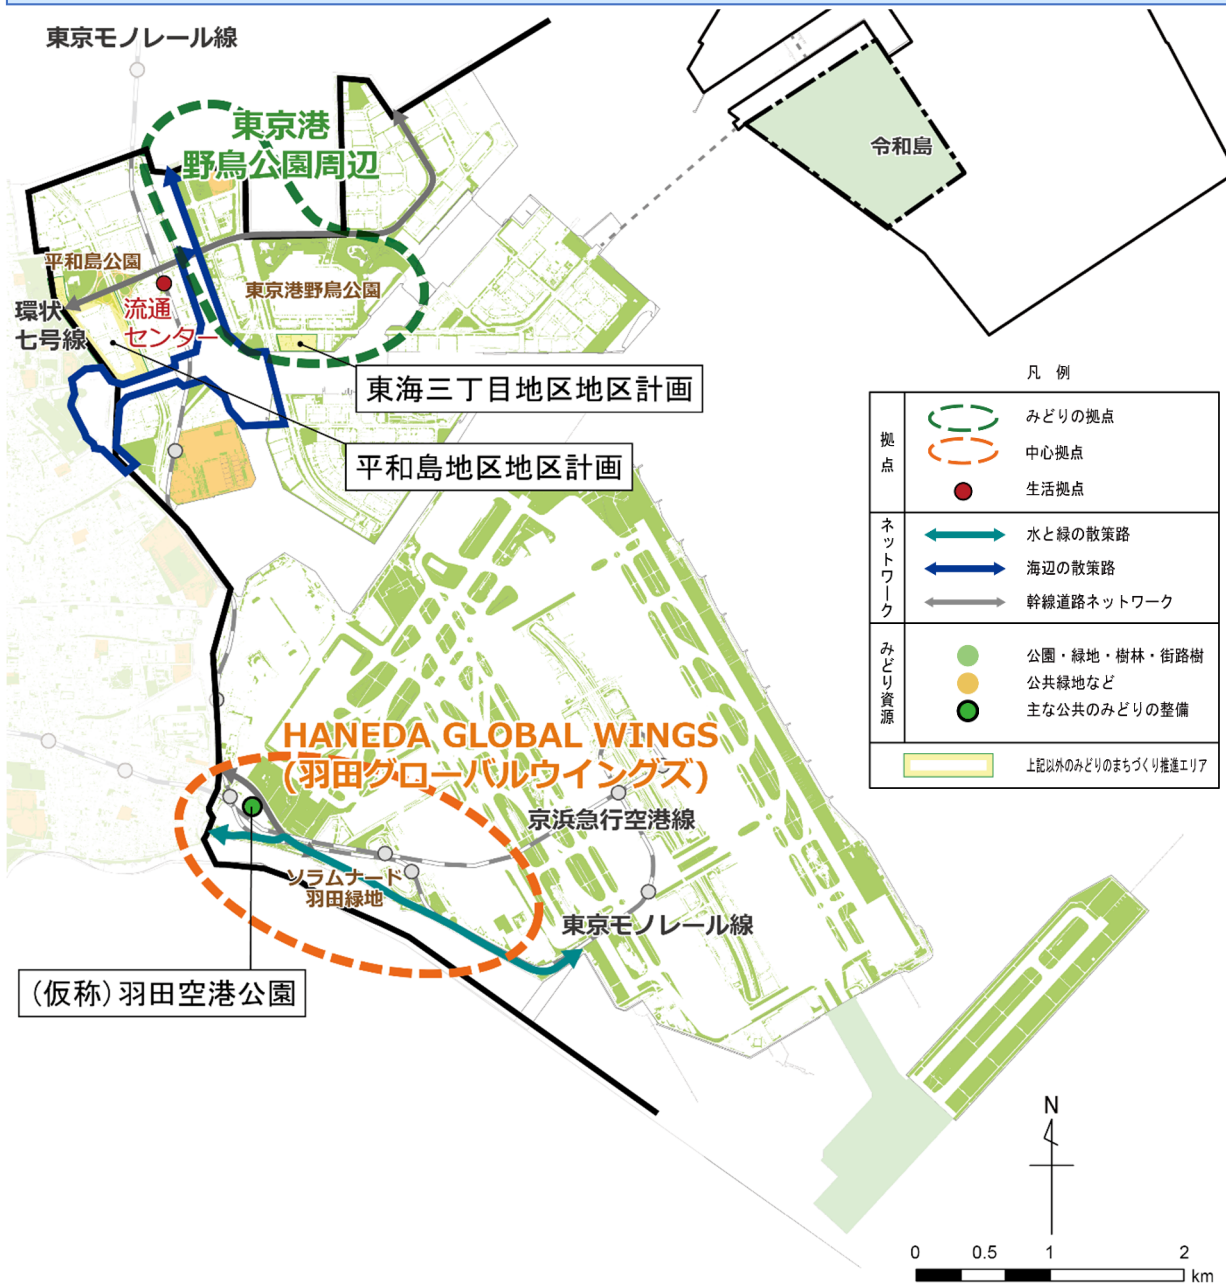 東京モノレール線
東京港
野鳥公園周辺
令和島
平和島公園
東京港野鳥公園
環状
七号線
流通
センター
東海三丁目地区地区計画
平和島地区地区計画
凡 例
拠点
みどりの拠点
中心拠点
生活拠点
ネットワーク
水と緑の散策路
海辺の散策路
幹線道路ネットワーク
みどり資源
公園・緑地・樹林・街路樹
公共緑地など
主な公共のみどりの整備
上記以外のみどりのまちづくり推進エリア
HANEDA GLOBAL WINGS
(羽田グローバルウイングズ)
京浜急行空港線
ソラムナード
羽田緑地
東京モノレール線
(仮称)羽田空港公園
N
0 0.5 1 2
km